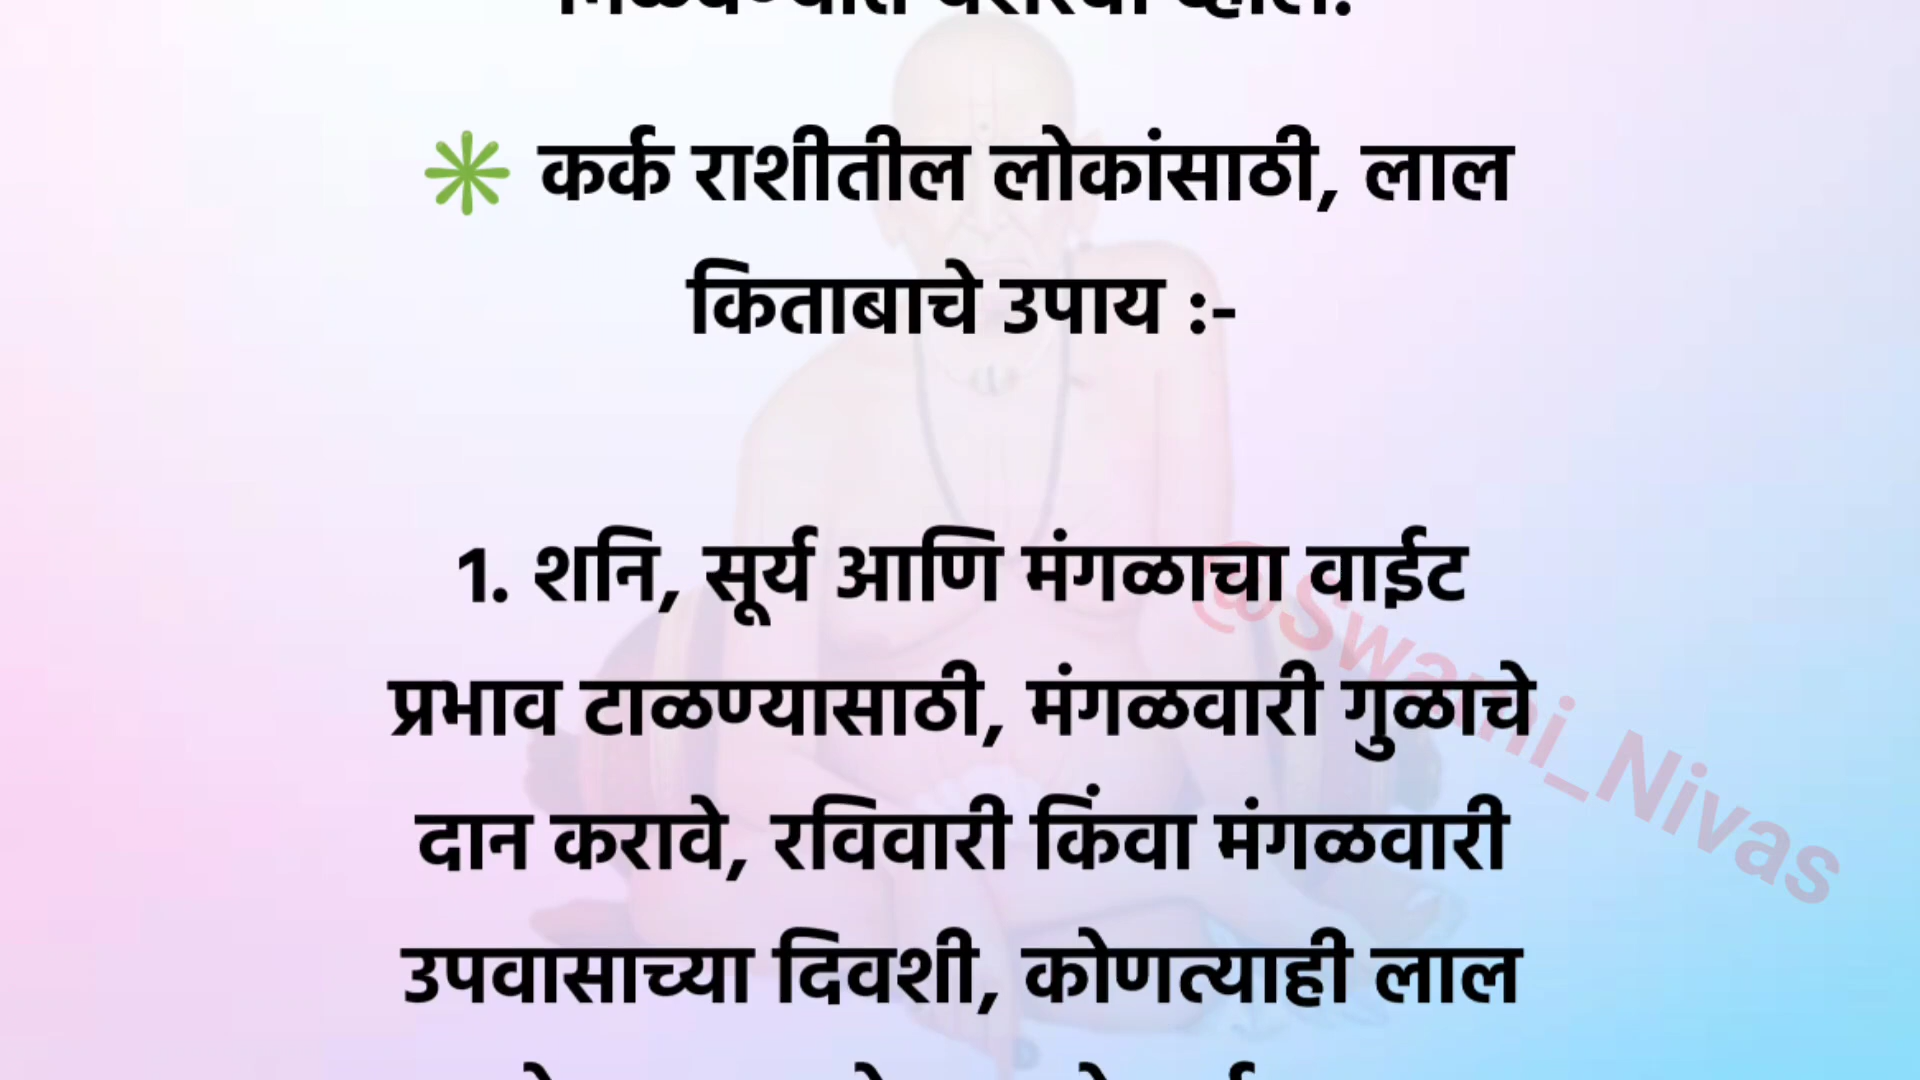 ✳️ कर्क राशीतील लोकांसाठी, लाल
किताबाचे उपाय :-
1. शनि, सूर्य आणि मंगळाचा वाईट
प्रभाव टाळण्यासाठी, मंगळवारी गुळाचे
दान करावे, रविवारी किंवा मंगळवारी
उपवासाच्या दिवशी, कोणत्याही लाल
@Swami_Nivas